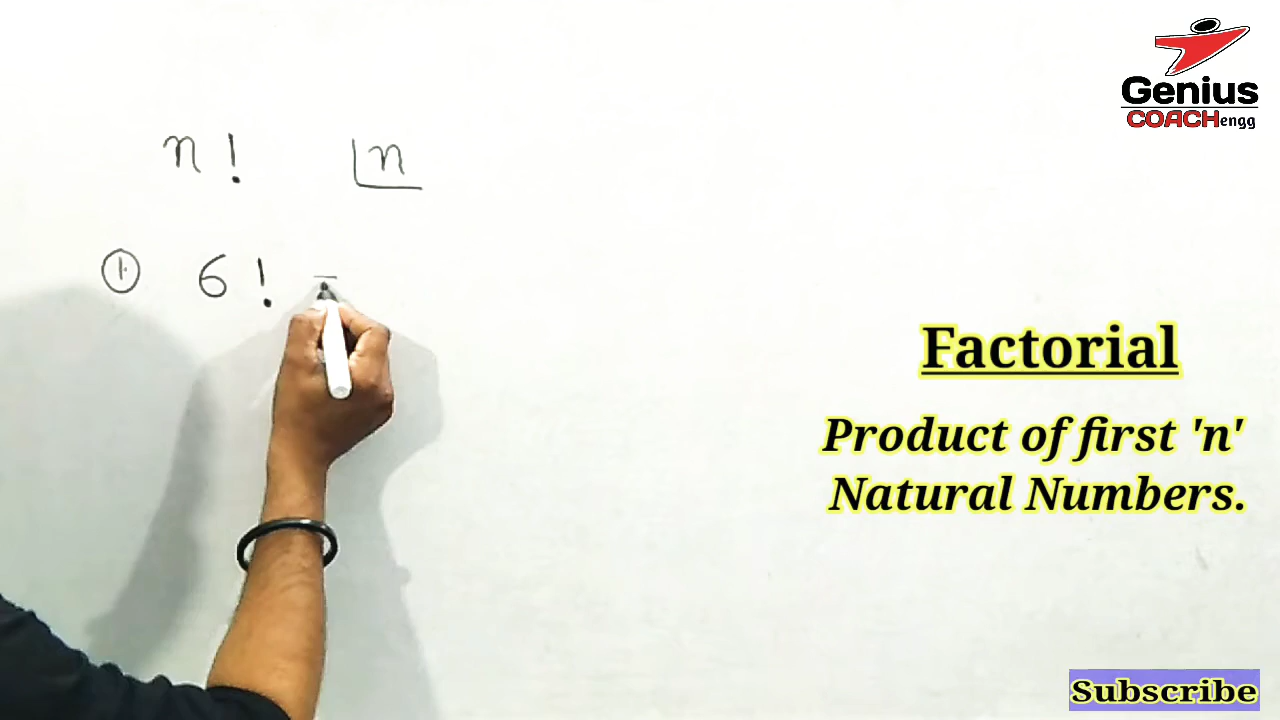 Genius
COACHengg
n! |n
① 6! -
Factorial
Product of first 'n'
Natural Numbers.
Subscribe